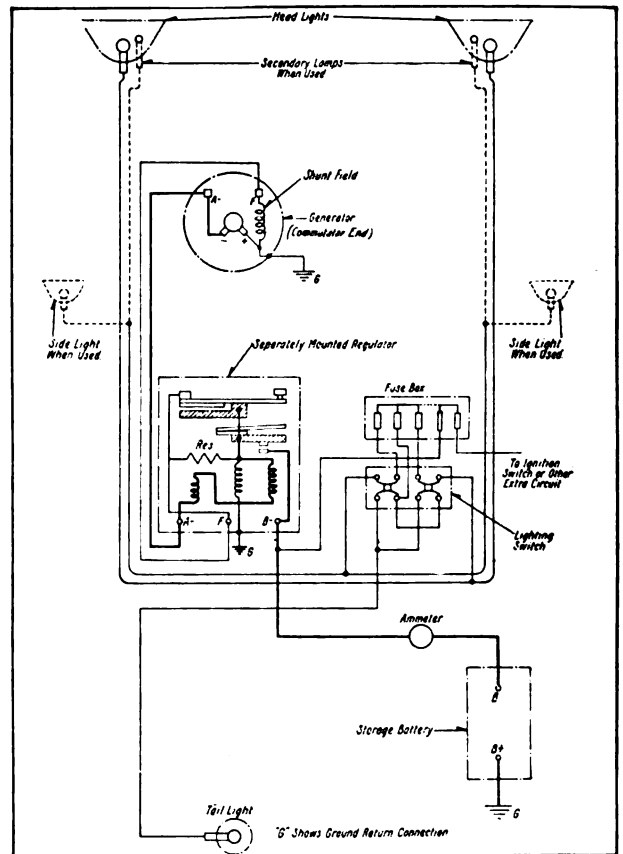 Head Lights
Secondary Lamps
When Used
Shunt Field
A-
F
Generator
(Commutator End)
-
+
G
Side Light
When Used
Side Light
When Used
Separately Mounted Regulator
Fuse Box
Res
To Ignition
Switch or Other
Extra Circuit
A-
F
B-
G
Lighting
Switch
Ammeter
B
Storage Battery
B+
G
Tail Light
"G" Shows Ground Return Connection